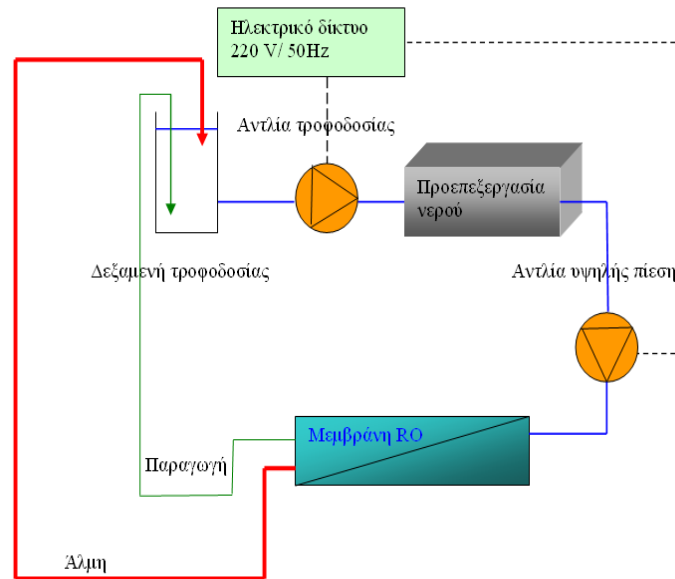 Ηλεκτρικό δίκτυο
220 V/ 50Hz
Αντλία τροφοδοσίας
Προεπεξεργασία
νερού
Δεξαμενή τροφοδοσίας
Αντλία υψηλής πίεση
Μεμβράνη RO
Παραγωγή
Άλμη